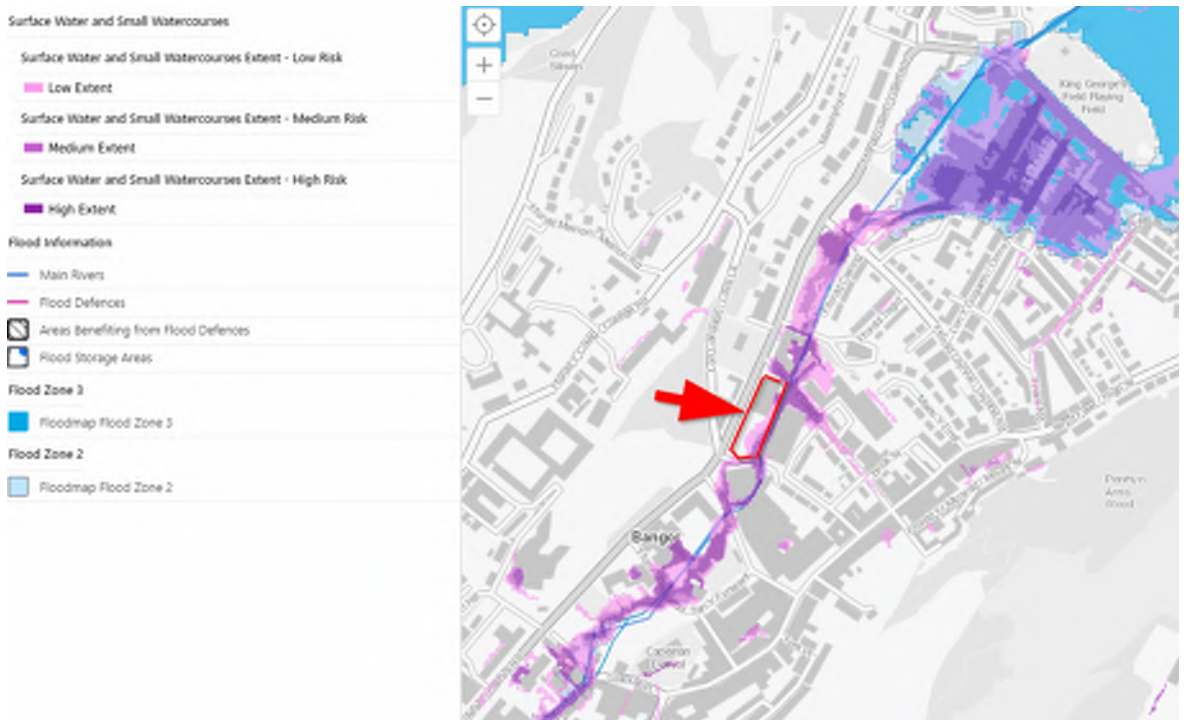 Surface Water and Small Watercourses
Surface Water and Small Watercourses Extent - Low Risk
Low Extent
Surface Water and Small Watercourses Extent - Medium Risk
Medium Extent
Surface Water and Small Watercourses Extent - High Risk
High Extent
Flood Information
Main Rivers
Flood Defences
Areas Benefiting from Flood Defences
Flood Storage Areas
Flood Zone 3
Floodmap Flood Zone 3
Flood Zone 2
Floodmap Flood Zone 2
+
−
King George's
Field Playing
Field
Bangor